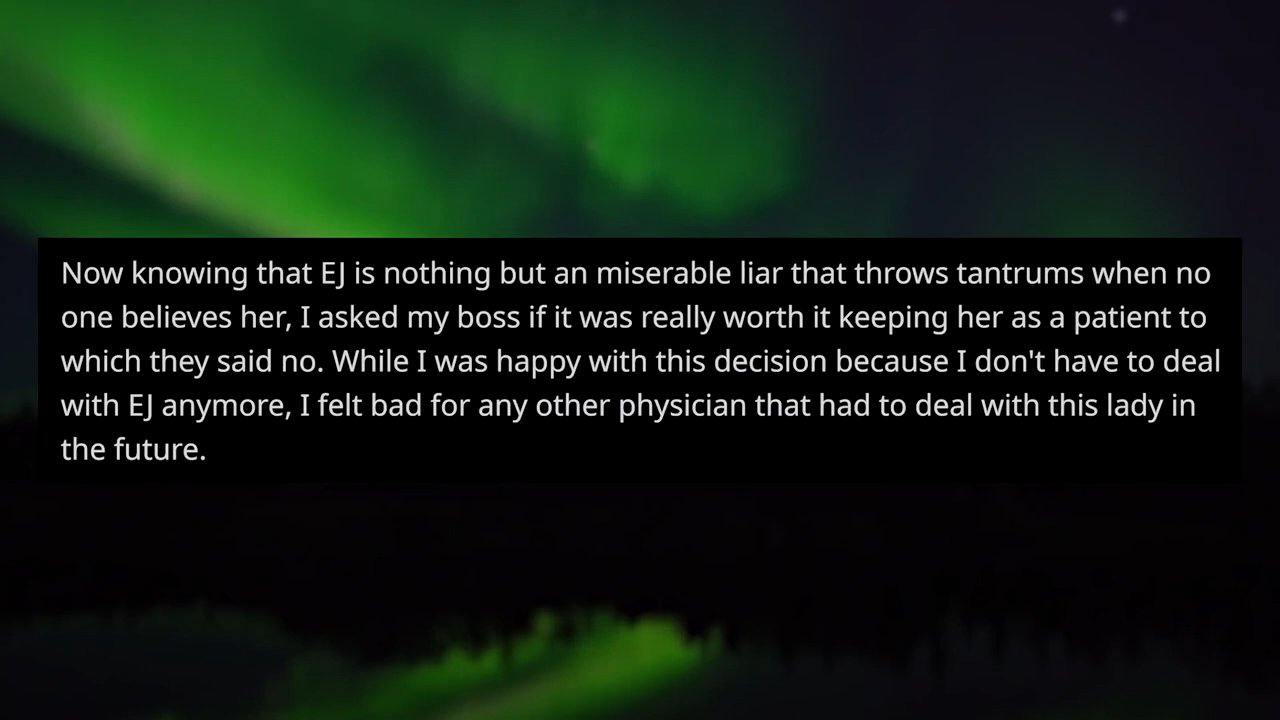 Now knowing that EJ is nothing but an miserable liar that throws tantrums when no
one believes her, I asked my boss if it was really worth it keeping her as a patient to
which they said no. While I was happy with this decision because I don't have to deal
with EJ anymore, I felt bad for any other physician that had to deal with this lady in
the future.